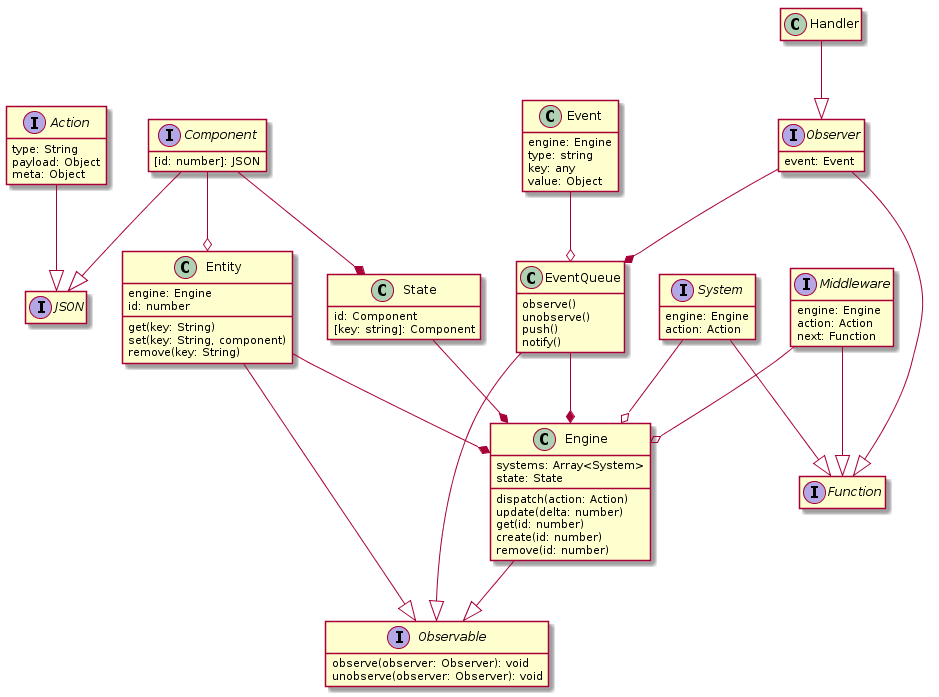 C Handler
I Action
type: String
payload: Object
meta: Object
I Component
[id: number]: JSON
C Event
engine: Engine
type: string
key: any
value: Object
I Observer
event: Event
C Entity
engine: Engine
id: number
get(key: String)
set(key: String, component)
remove(key: String)
I JSON
C State
id: Component
[key: string]: Component
C EventQueue
observe()
unobserve()
push()
notify()
I System
engine: Engine
action: Action
I Middleware
engine: Engine
action: Action
next: Function
C Engine
systems: Array<System>
state: State
dispatch(action: Action)
update(delta: number)
get(id: number)
create(id: number)
remove(id: number)
I Function
I Observable
observe(observer: Observer): void
unobserve(observer: Observer): void